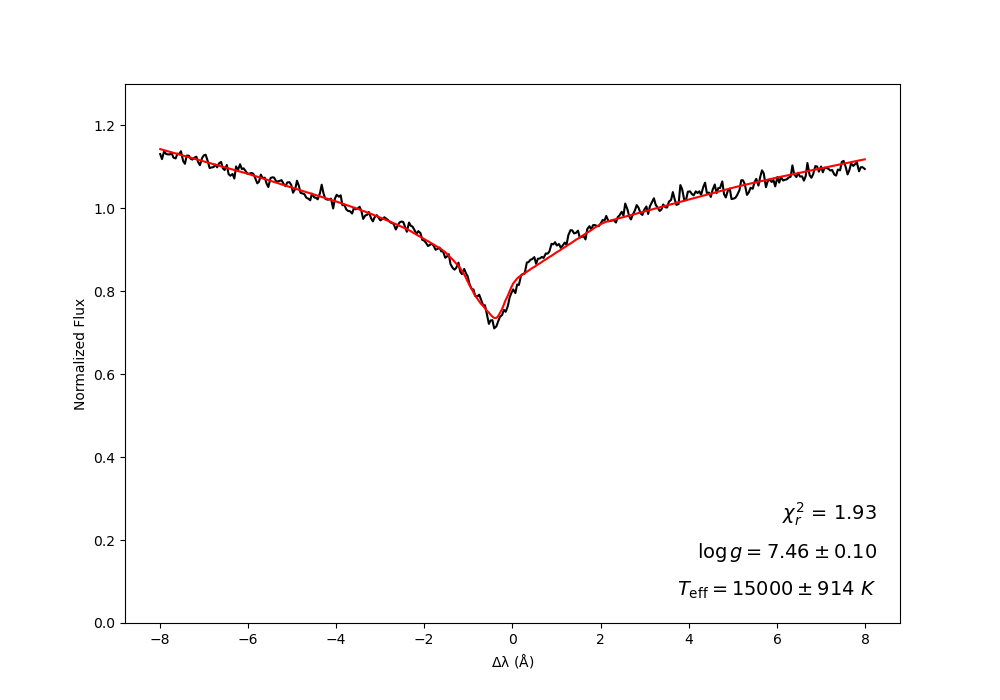 1.2
1.0
0.8
0.6
0.4
0.2
0.0
Normalized Flux
χ²ᵣ = 1.93
log g = 7.46 ± 0.10
T_eff = 15000 ± 914 K
−8 −6 −4 −2 0 2 4 6 8
Δλ (Å)